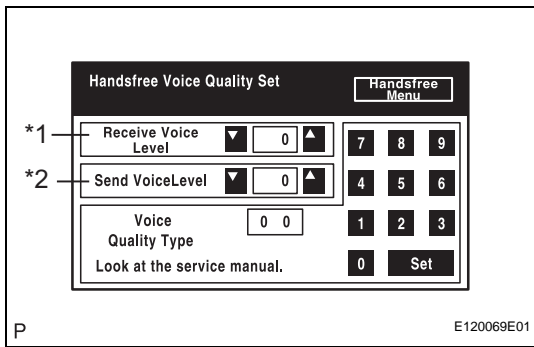 Handsfree Voice Quality Set
Handsfree
Menu
*1
Receive Voice
Level
▼ 0 ▲
*2
Send VoiceLevel
▼ 0 ▲
Voice
Quality Type
0 0
Look at the service manual.
7 8 9
4 5 6
1 2 3
0 Set
P
E120069E01